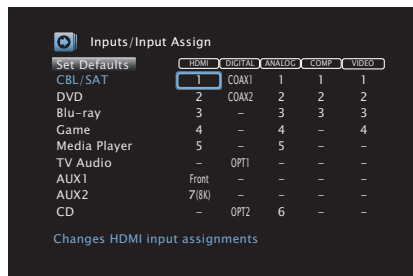 Inputs/Input Assign
Set Defaults HDMI DIGITAL ANALOG COMP VIDEO
CBL/SAT 1 COAX1 1 1 1
DVD 2 COAX2 2 2 2
Blu-ray 3 – 3 3 3
Game 4 – 4 – 4
Media Player 5 – 5 – –
TV Audio – OPT1 – – –
AUX1 Front – – – –
AUX2 7(8K) – – – –
CD – OPT2 6 – –
Changes HDMI input assignments